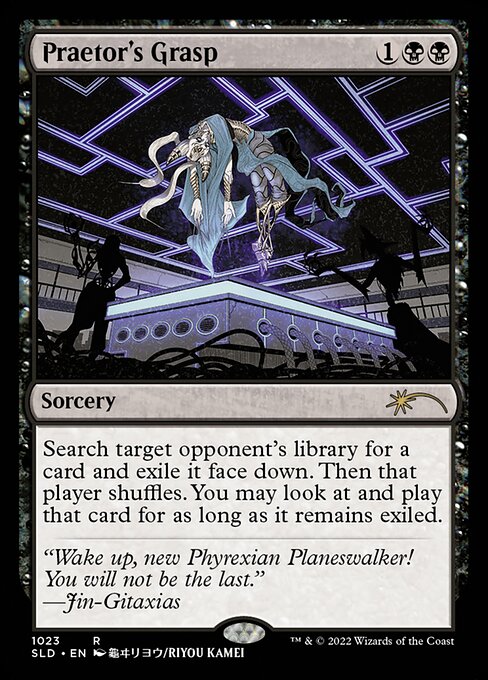 Praetor's Grasp 1
Sorcery
Search target opponent's library for a
card and exile it face down. Then that
player shuffles. You may look at and play
that card for as long as it remains exiled.
“Wake up, new Phyrexian Planeswalker!
You will not be the last.”
—Jin-Gitaxias
1023 R
SLD • EN 亀ヰリヨウ/RIYOU KAMEI
™ & © 2022 Wizards of the Coast